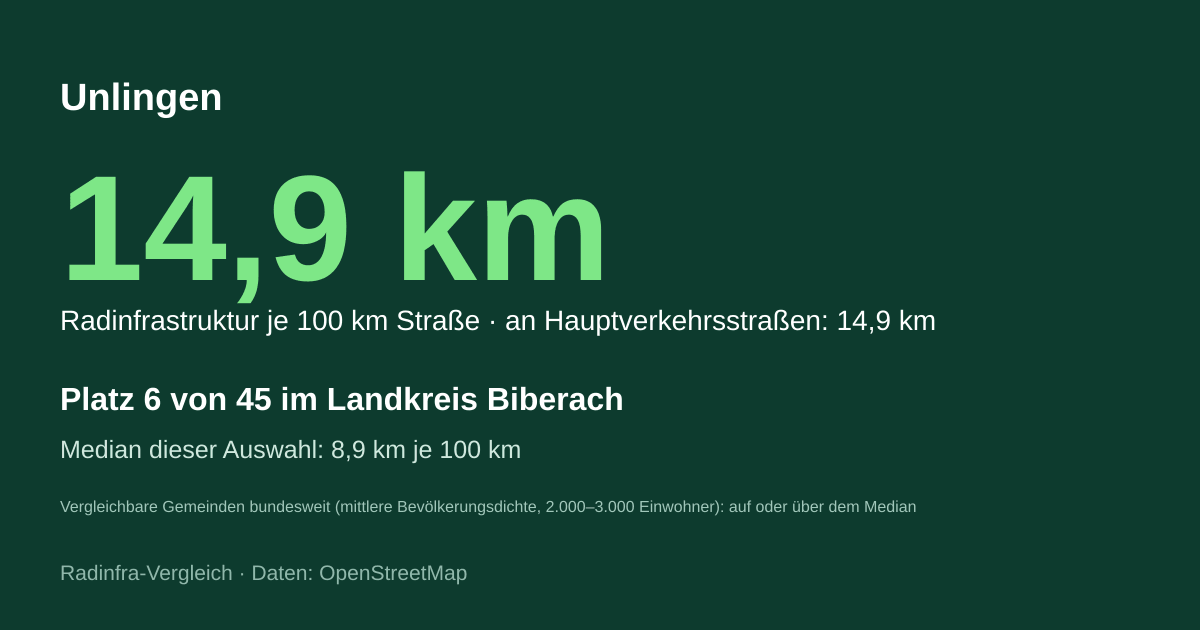 Unlingen
14,9 km
Radinfrastruktur je 100 km Straße · an Hauptverkehrsstraßen: 14,9 km
Platz 6 von 45 im Landkreis Biberach
Median dieser Auswahl: 8,9 km je 100 km
Vergleichbare Gemeinden bundesweit (mittlere Bevölkerungsdichte, 2.000–3.000 Einwohner): auf oder über dem Median
Radinfra-Vergleich · Daten: OpenStreetMap